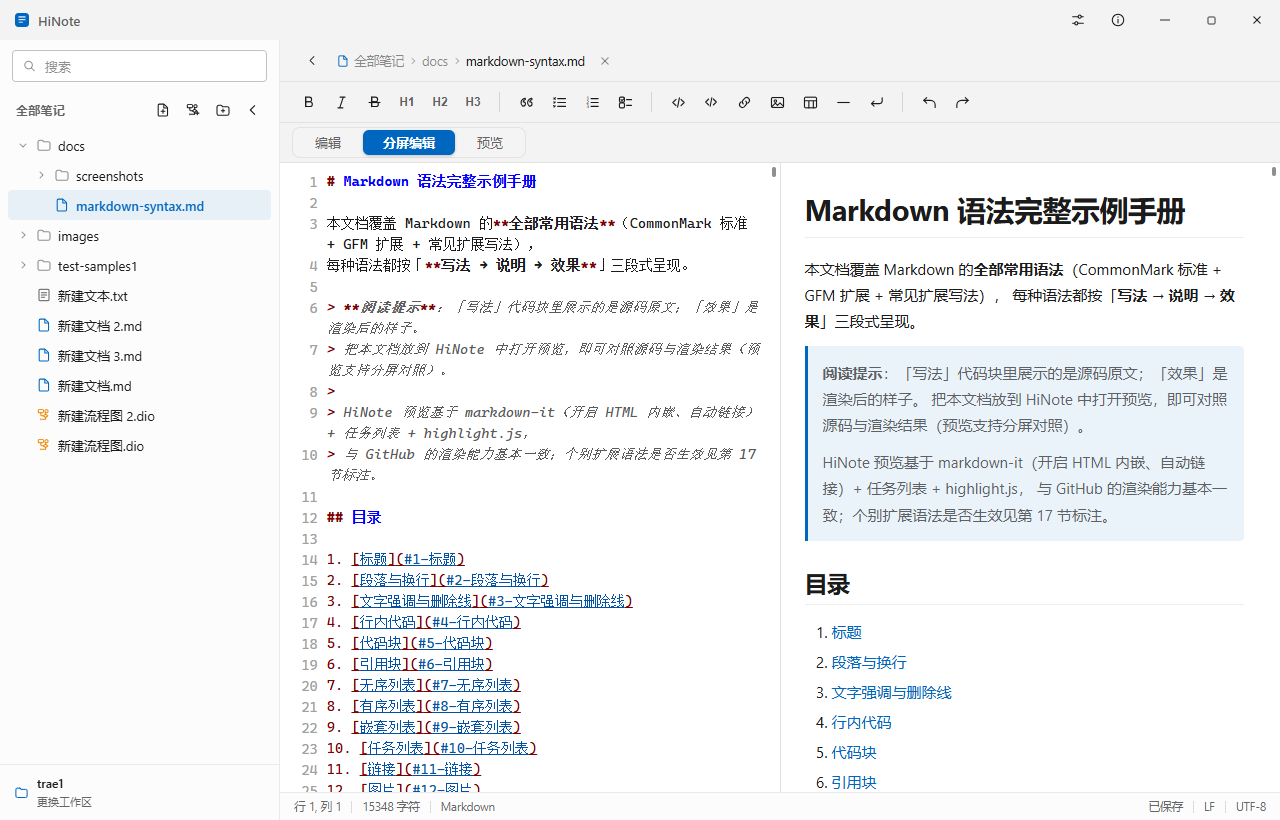 HiNote
搜索
全部笔记
docs
screenshots
markdown-syntax.md
images
test-samples1
新建文本.txt
新建文档 2.md
新建文档 3.md
新建文档.md
新建流程图 2.dio
新建流程图.dio
trae1
更换工作区
全部笔记 › docs › markdown-syntax.md
B I B H1 H2 H3
编辑 分屏编辑 预览
1 # Markdown 语法完整示例手册
2
3 本文档覆盖 Markdown 的**全部常用语法**（CommonMark 标准
+ GFM 扩展 + 常见扩展写法），
4 每种语法都按「**写法 → 说明 → 效果**」三段式呈现。
5
6 > **阅读提示**：「写法」代码块里展示的是源码原文；「效果」是
渲染后的样子。
7 > 把本文档放到 HiNote 中打开预览，即可对照源码与渲染结果（预
览支持分屏对照）。
8 >
9 > HiNote 预览基于 markdown-it（开启 HTML 内嵌、自动链接）
+ 任务列表 + highlight.js，
10 > 与 GitHub 的渲染能力基本一致；个别扩展语法是否生效见第 17
节标注。
11
12 ## 目录
13
14 1. [标题](#1-标题)
15 2. [段落与换行](#2-段落与换行)
16 3. [文字强调与删除线](#3-文字强调与删除线)
17 4. [行内代码](#4-行内代码)
18 5. [代码块](#5-代码块)
19 6. [引用块](#6-引用块)
20 7. [无序列表](#7-无序列表)
21 8. [有序列表](#8-有序列表)
22 9. [嵌套列表](#9-嵌套列表)
23 10. [任务列表](#10-任务列表)
24 11. [链接](#11-链接)
25 12. [图片](#12-图片)
Markdown 语法完整示例手册
本文档覆盖 Markdown 的全部常用语法（CommonMark 标准 +
GFM 扩展 + 常见扩展写法）， 每种语法都按「写法 → 说明 → 效
果」三段式呈现。
阅读提示：「写法」代码块里展示的是源码原文；「效果」是
渲染后的样子。 把本文档放到 HiNote 中打开预览，即可对照
源码与渲染结果（预览支持分屏对照）。
HiNote 预览基于 markdown-it（开启 HTML 内嵌、自动链
接）+ 任务列表 + highlight.js， 与 GitHub 的渲染能力基本一
致；个别扩展语法是否生效见第 17 节标注。
目录
1. 标题
2. 段落与换行
3. 文字强调与删除线
4. 行内代码
5. 代码块
6. 引用块
行 1, 列 1 15348 字符 Markdown
已保存 LF UTF-8